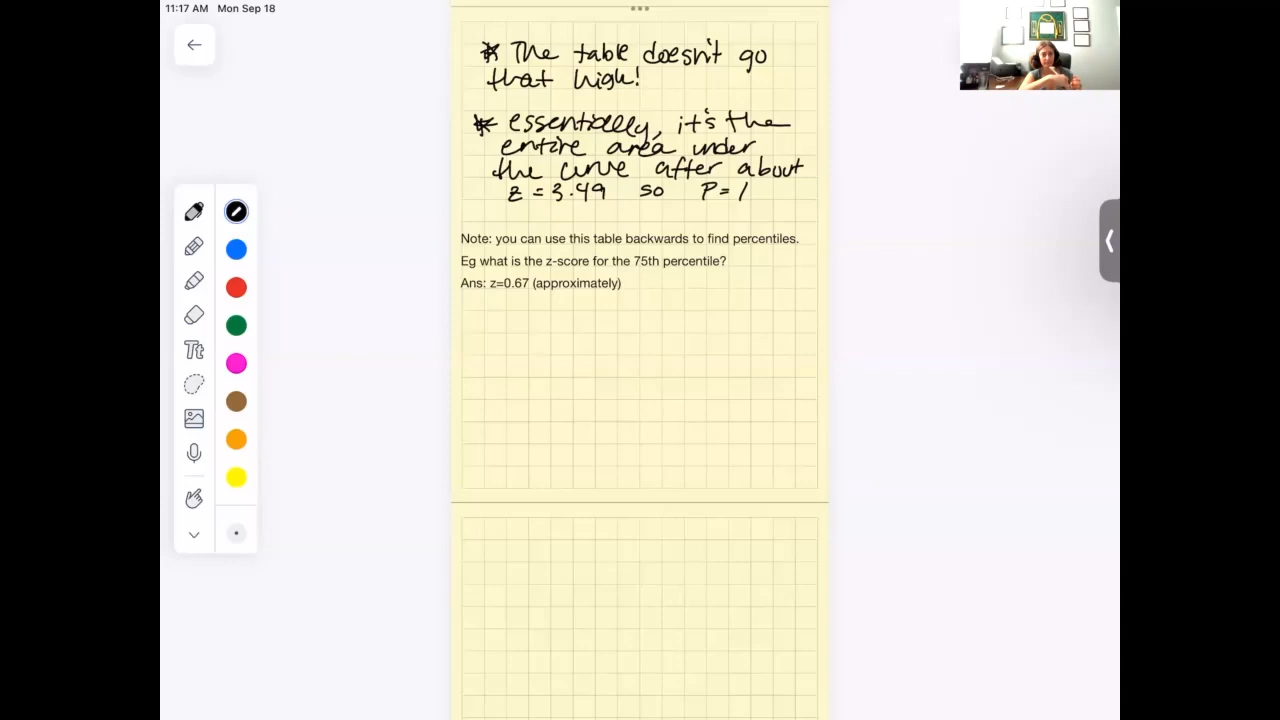 11:17 AM Mon Sep 18
* The table doesn't go
that high!
* essentially, it's the
entire area under
the curve after about
z = 3.49 so P = 1
Note: you can use this table backwards to find percentiles.
Eg what is the z-score for the 75th percentile?
Ans: z=0.67 (approximately)
Tt